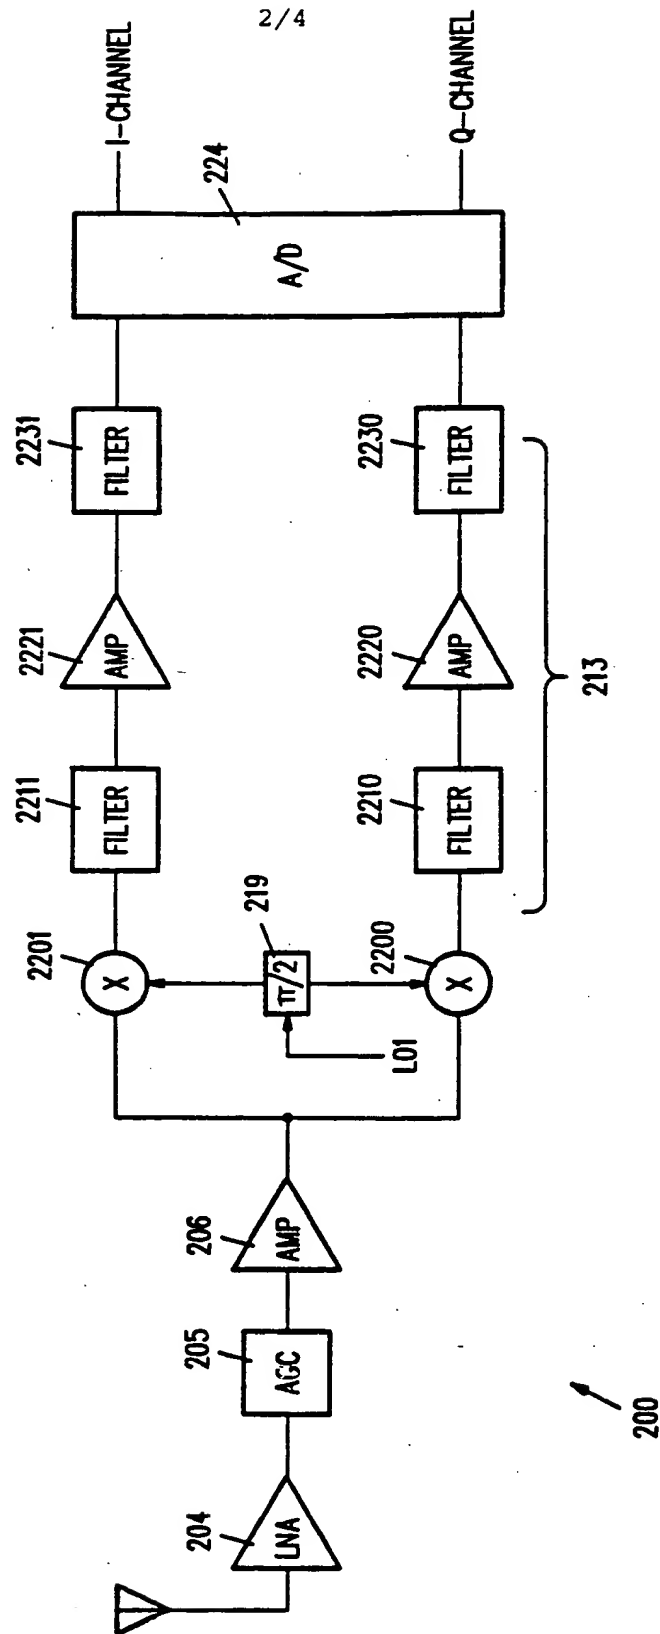 2/4
I-CHANNEL
Q-CHANNEL
224
A/D
2231
FILTER
2230
FILTER
2221
AMP
2220
AMP
213
2211
FILTER
2210
FILTER
2201
X
219
π/2
2200
X
LO1
206
AMP
205
AGC
204
LNA
200